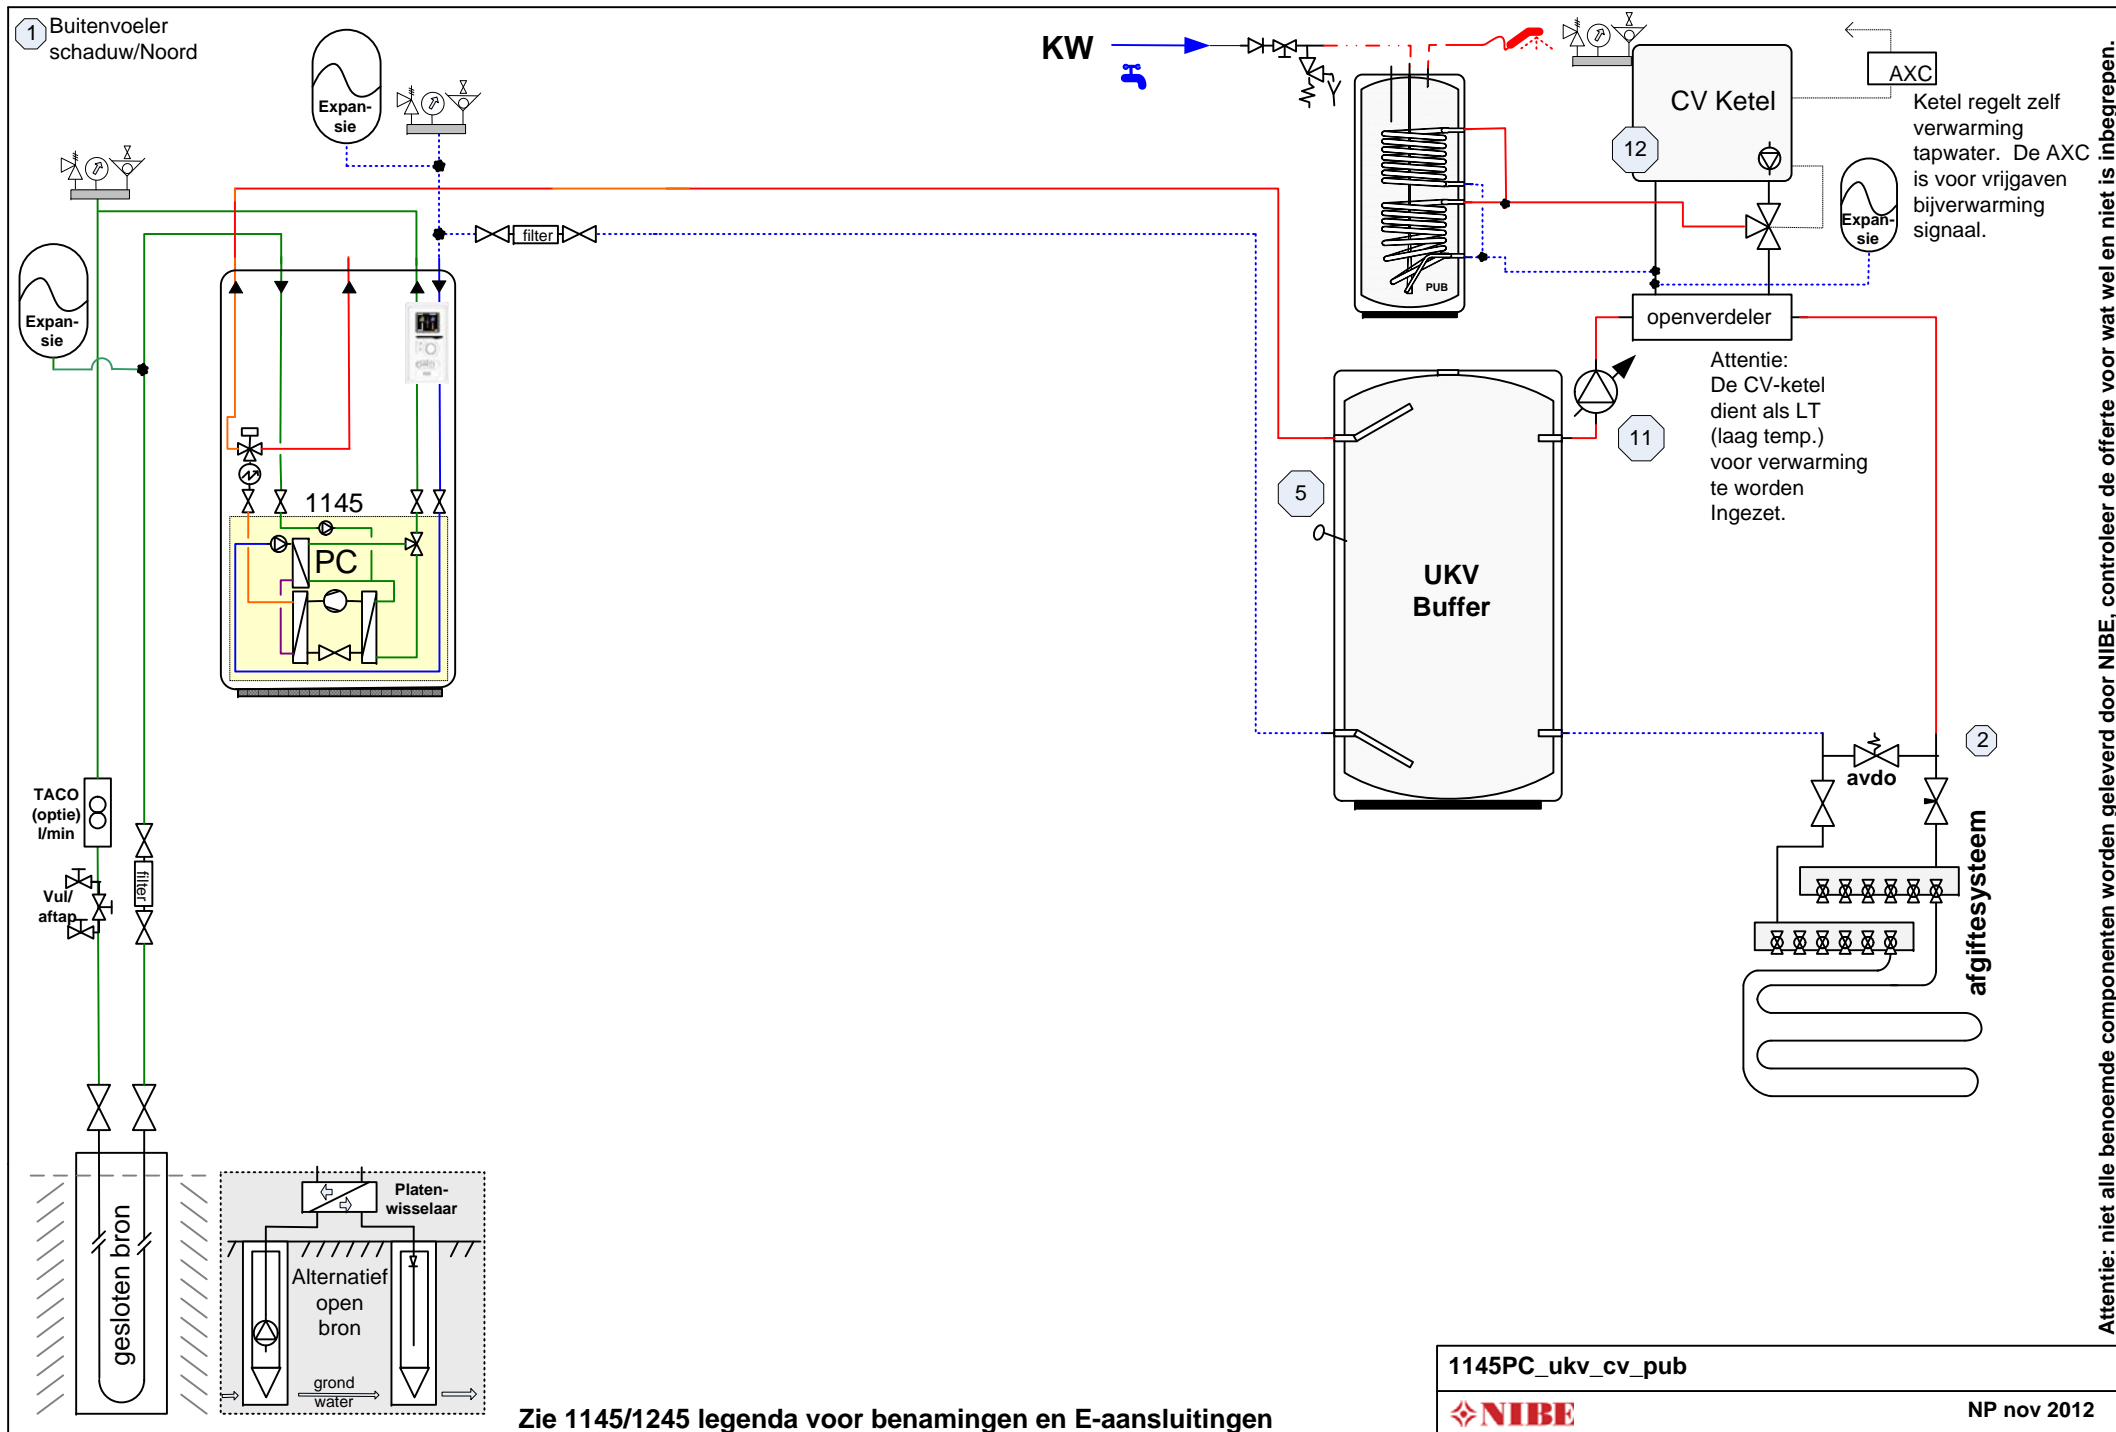 1
Buitenvoeler
schaduw/Noord
Expan-
sie
KW
CV Ketel
12
AXC
Ketel regelt zelf
verwarming
tapwater. De AXC
is voor vrijgaven
bijverwarming
signaal.
Expan-
sie
filter
PUB
openverdeler
Expan-
sie
Attentie:
De CV-ketel
dient als LT
(laag temp.)
voor verwarming
te worden
Ingezet.
11
5
1145
PC
UKV
Buffer
2
avdo
afgiftesysteem
TACO
(optie)
l/min
Vul/
aftap
filter
gesloten bron
Platen-
wisselaar
Alternatief
open
bron
grond
water
Zie 1145/1245 legenda voor benamingen en E-aansluitingen
1145PC_ukv_cv_pub
NIBE
NP nov 2012
Attentie: niet alle benoemde componenten worden geleverd door NIBE, controleer de offerte voor wat wel en niet is inbegrepen.